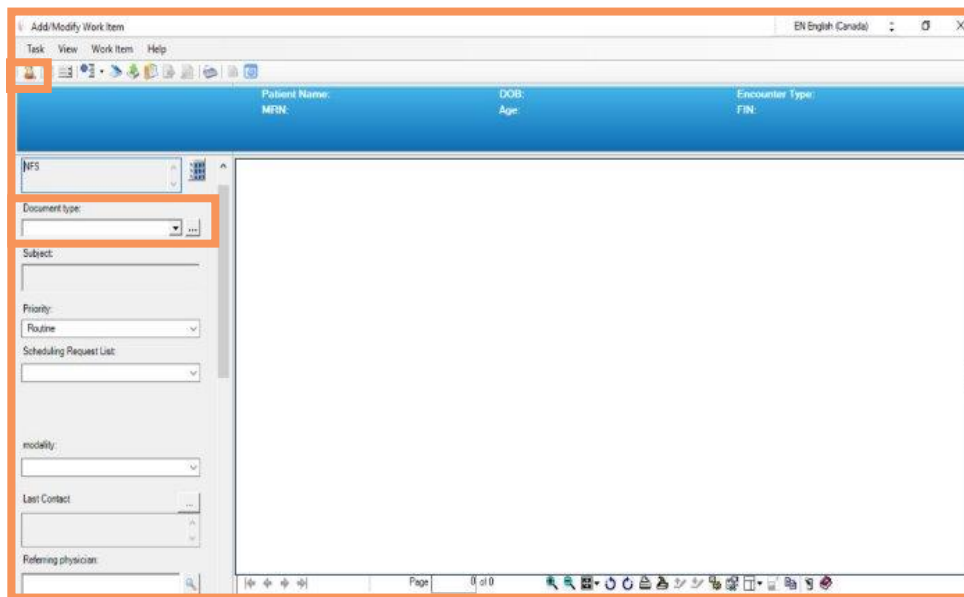 Add/Modify Work Item
EN English (Canada)
Task View Work Item Help
Patient Name: DOB: Encounter Type:
MRN: Age: FIN:
NFS
Document type:
...
Subject:
Priority:
Routine
Scheduling Request List:
modality:
Last Contact
...
Referring physician:
Page 0 of 0